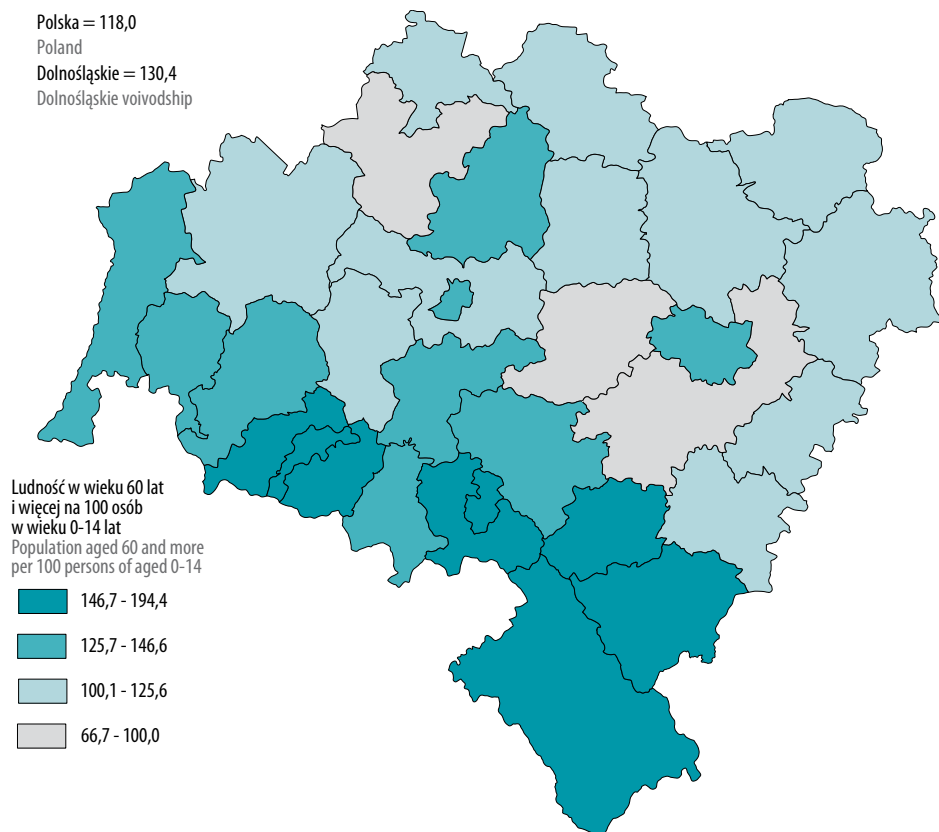 Polska = 118,0
Poland
Dolnośląskie = 130,4
Dolnośląskie voivodship
Ludność w wieku 60 lat
i więcej na 100 osób
w wieku 0-14 lat
Population aged 60 and more
per 100 persons of aged 0-14
146,7 - 194,4
125,7 - 146,6
100,1 - 125,6
66,7 - 100,0